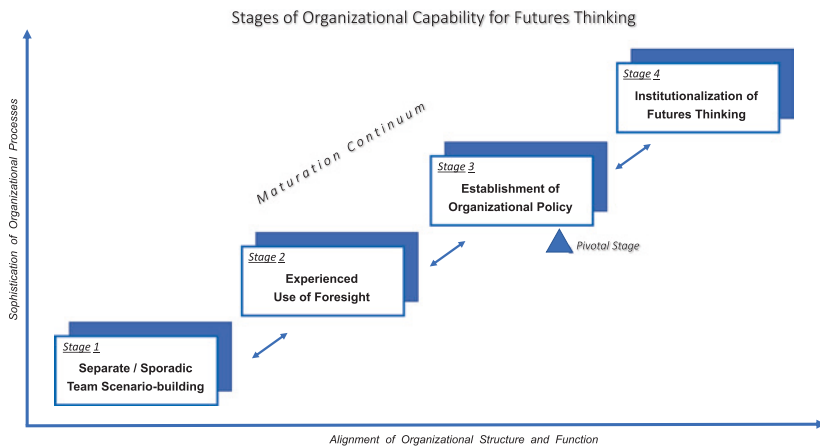 Stages of Organizational Capability for Futures Thinking
Sophistication of Organizational Processes
Maturation Continuum
Stage 4
Institutionalization of
Futures Thinking
Stage 3
Establishment of
Organizational Policy
Pivotal Stage
Stage 2
Experienced
Use of Foresight
Stage 1
Separate / Sporadic
Team Scenario-building
Alignment of Organizational Structure and Function